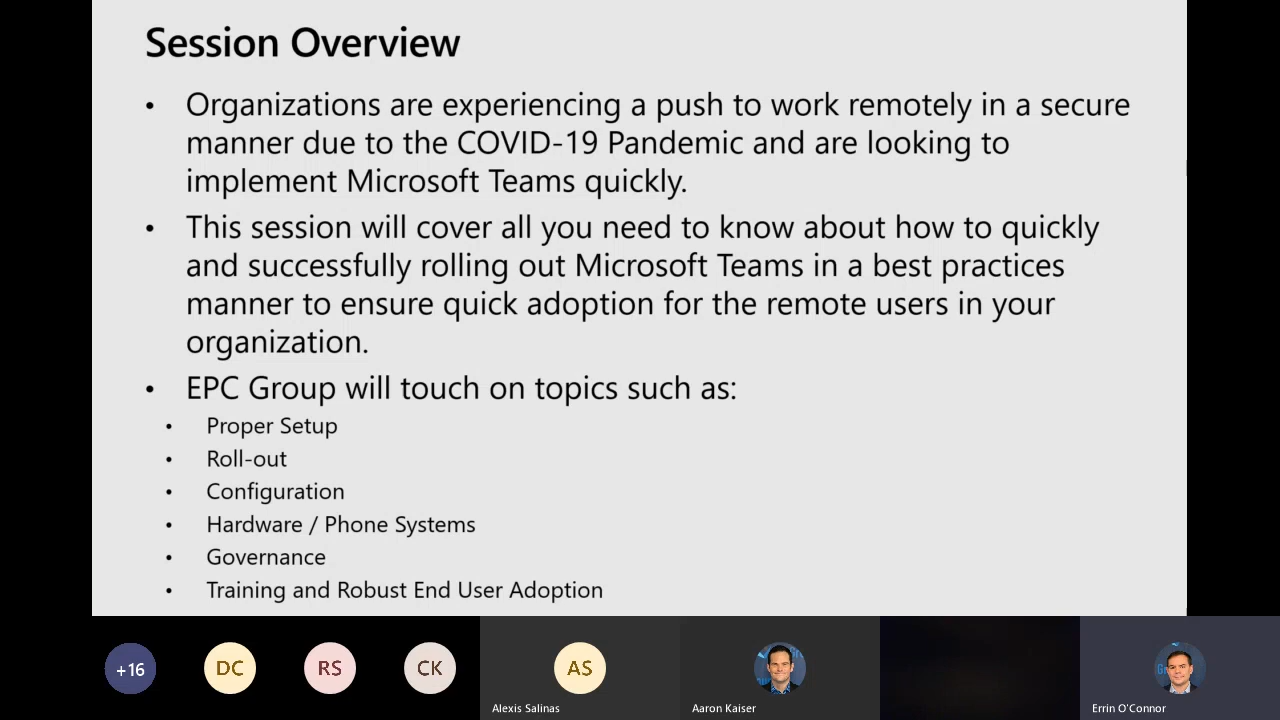 Session Overview
• Organizations are experiencing a push to work remotely in a secure
manner due to the COVID-19 Pandemic and are looking to
implement Microsoft Teams quickly.
• This session will cover all you need to know about how to quickly
and successfully rolling out Microsoft Teams in a best practices
manner to ensure quick adoption for the remote users in your
organization.
• EPC Group will touch on topics such as:
• Proper Setup
• Roll-out
• Configuration
• Hardware / Phone Systems
• Governance
• Training and Robust End User Adoption
+16 DC RS CK AS
Alexis Salinas Aaron Kaiser Errin O'Connor